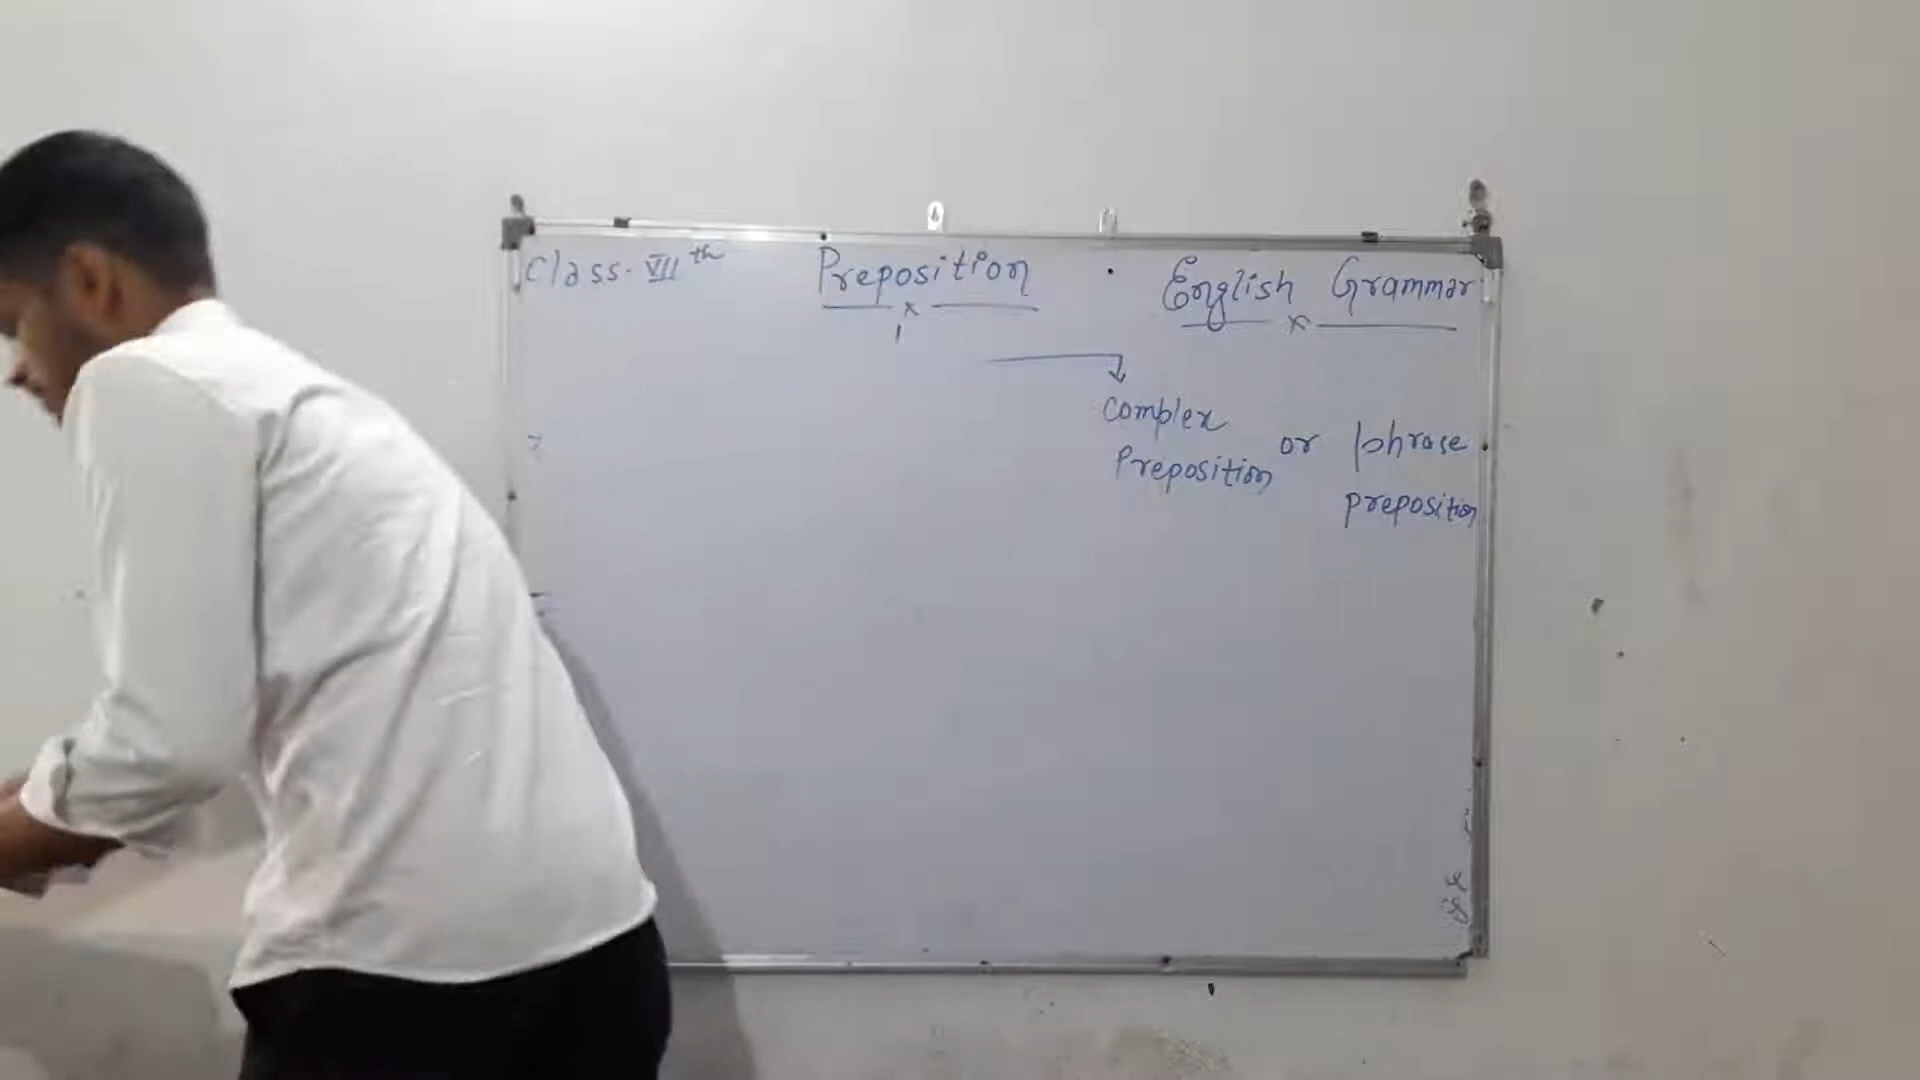 Class-VII th Preposition English Grammar
Complex or phrase
Preposition preposition